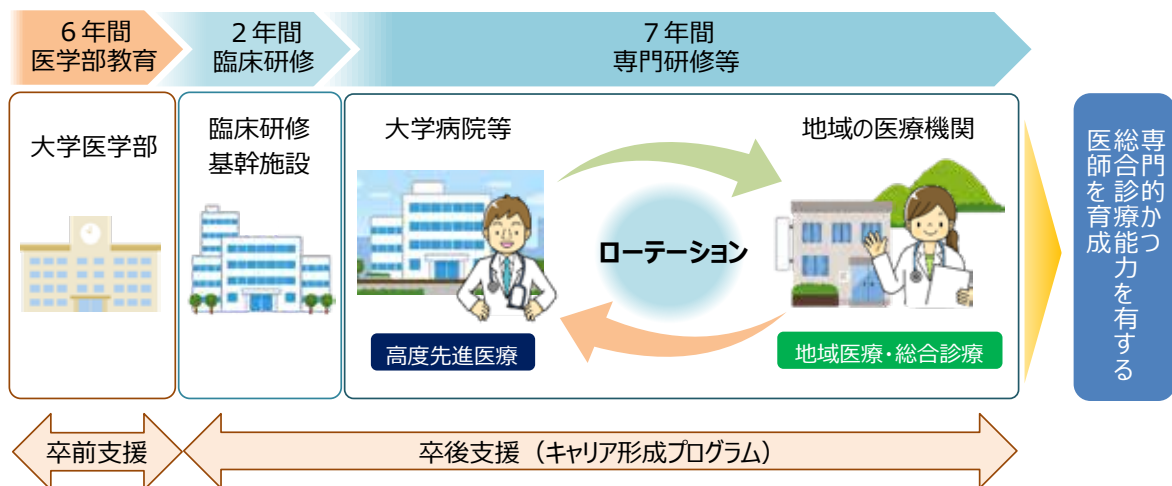 ６年間
医学部教育
２年間
臨床研修
７年間
専門研修等
大学医学部
臨床研修
基幹施設
大学病院等
地域の医療機関
ローテーション
高度先進医療
地域医療・総合診療
専門的かつ
総合診療能力を有する
医師を育成
卒前支援
卒後支援（キャリア形成プログラム）